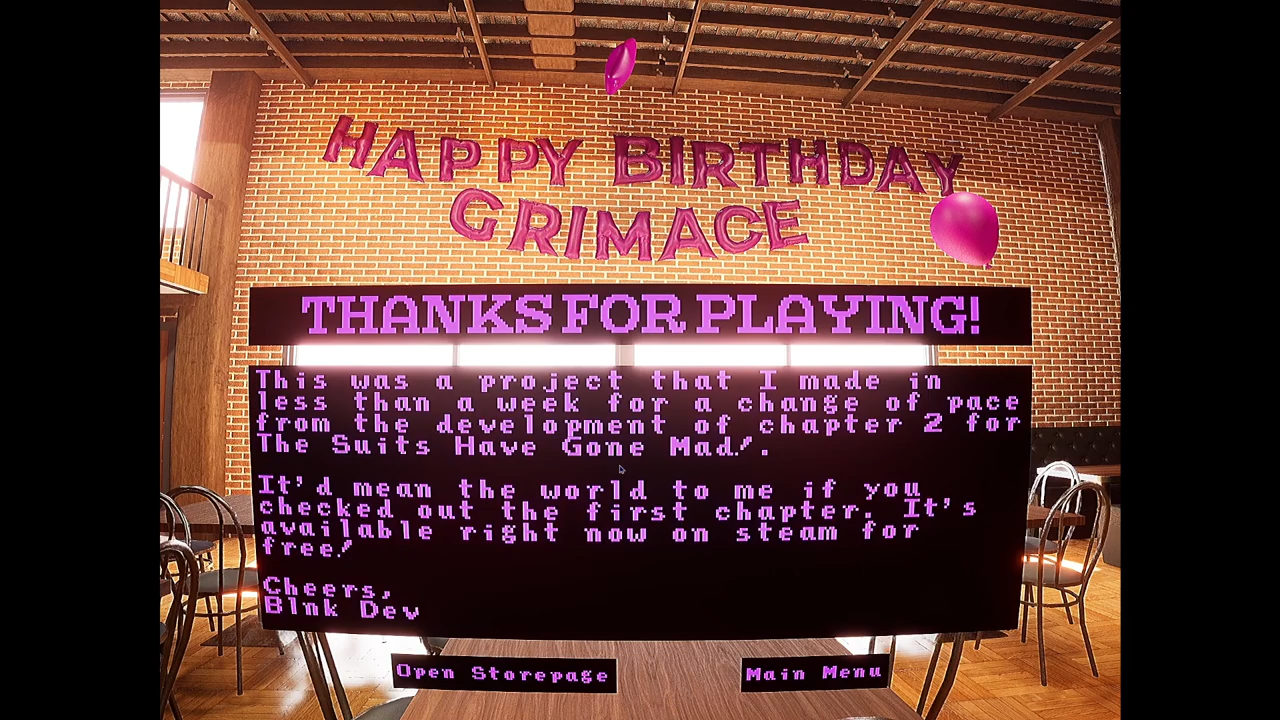 HAPPY BIRTHDAY
GRIMACE
THANKS FOR PLAYING!
This was a project that I made in
less than a week for a change of pace
from the development of chapter 2 for
The Suits Have Gone Mad!.
It'd mean the world to me if you
checked out the first chapter. It's
available right now on steam for
free!
Cheers,
Blnk Dev
Open Storepage
Main Menu